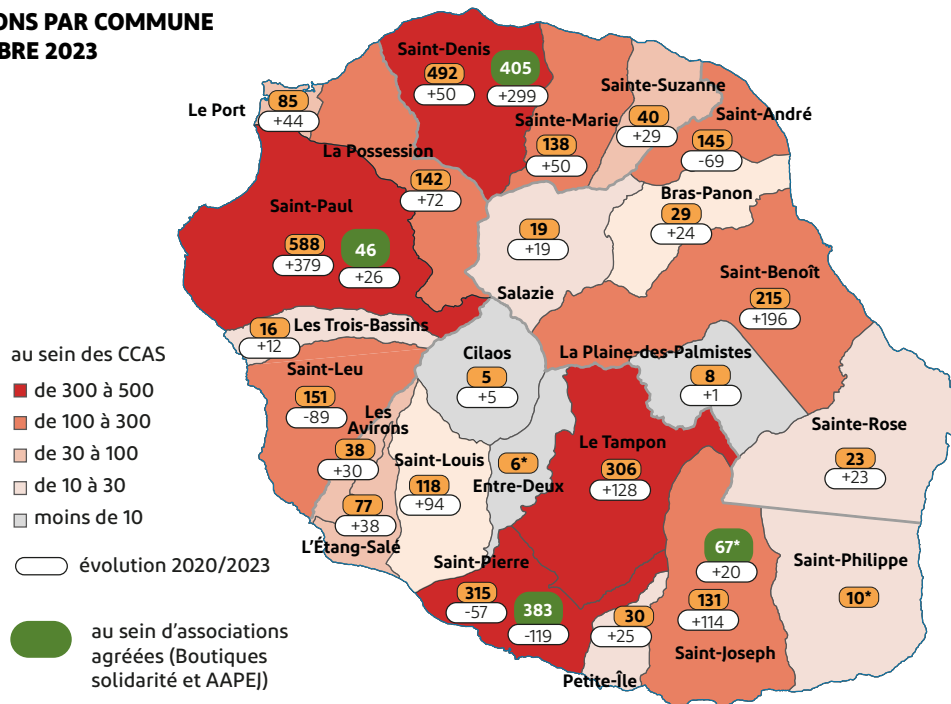 ONS PAR COMMUNE
BRE 2023
Saint-Denis
492
+50
405
+299
Le Port
85
+44
Sainte-Marie
138
+50
Sainte-Suzanne
40
+29
Saint-André
145
-69
La Possession
142
+72
Bras-Panon
29
+24
Saint-Paul
588
+379
46
+26
19
+19
Salazie
Saint-Benoît
215
+196
16
+12
Les Trois-Bassins
Cilaos
5
+5
La Plaine-des-Palmistes
8
+1
Saint-Leu
151
-89
Les
Avirons
38
+30
Saint-Louis
118
+94
6*
Entre-Deux
Le Tampon
306
+128
Sainte-Rose
23
+23
77
+38
L'Étang-Salé
Saint-Pierre
315
-57
383
-119
30
+25
Petite-Île
67*
+20
131
+114
Saint-Joseph
Saint-Philippe
10*
au sein des CCAS
de 300 à 500
de 100 à 300
de 30 à 100
de 10 à 30
moins de 10
évolution 2020/2023
au sein d'associations
agréées (Boutiques
solidarité et AAPEJ)